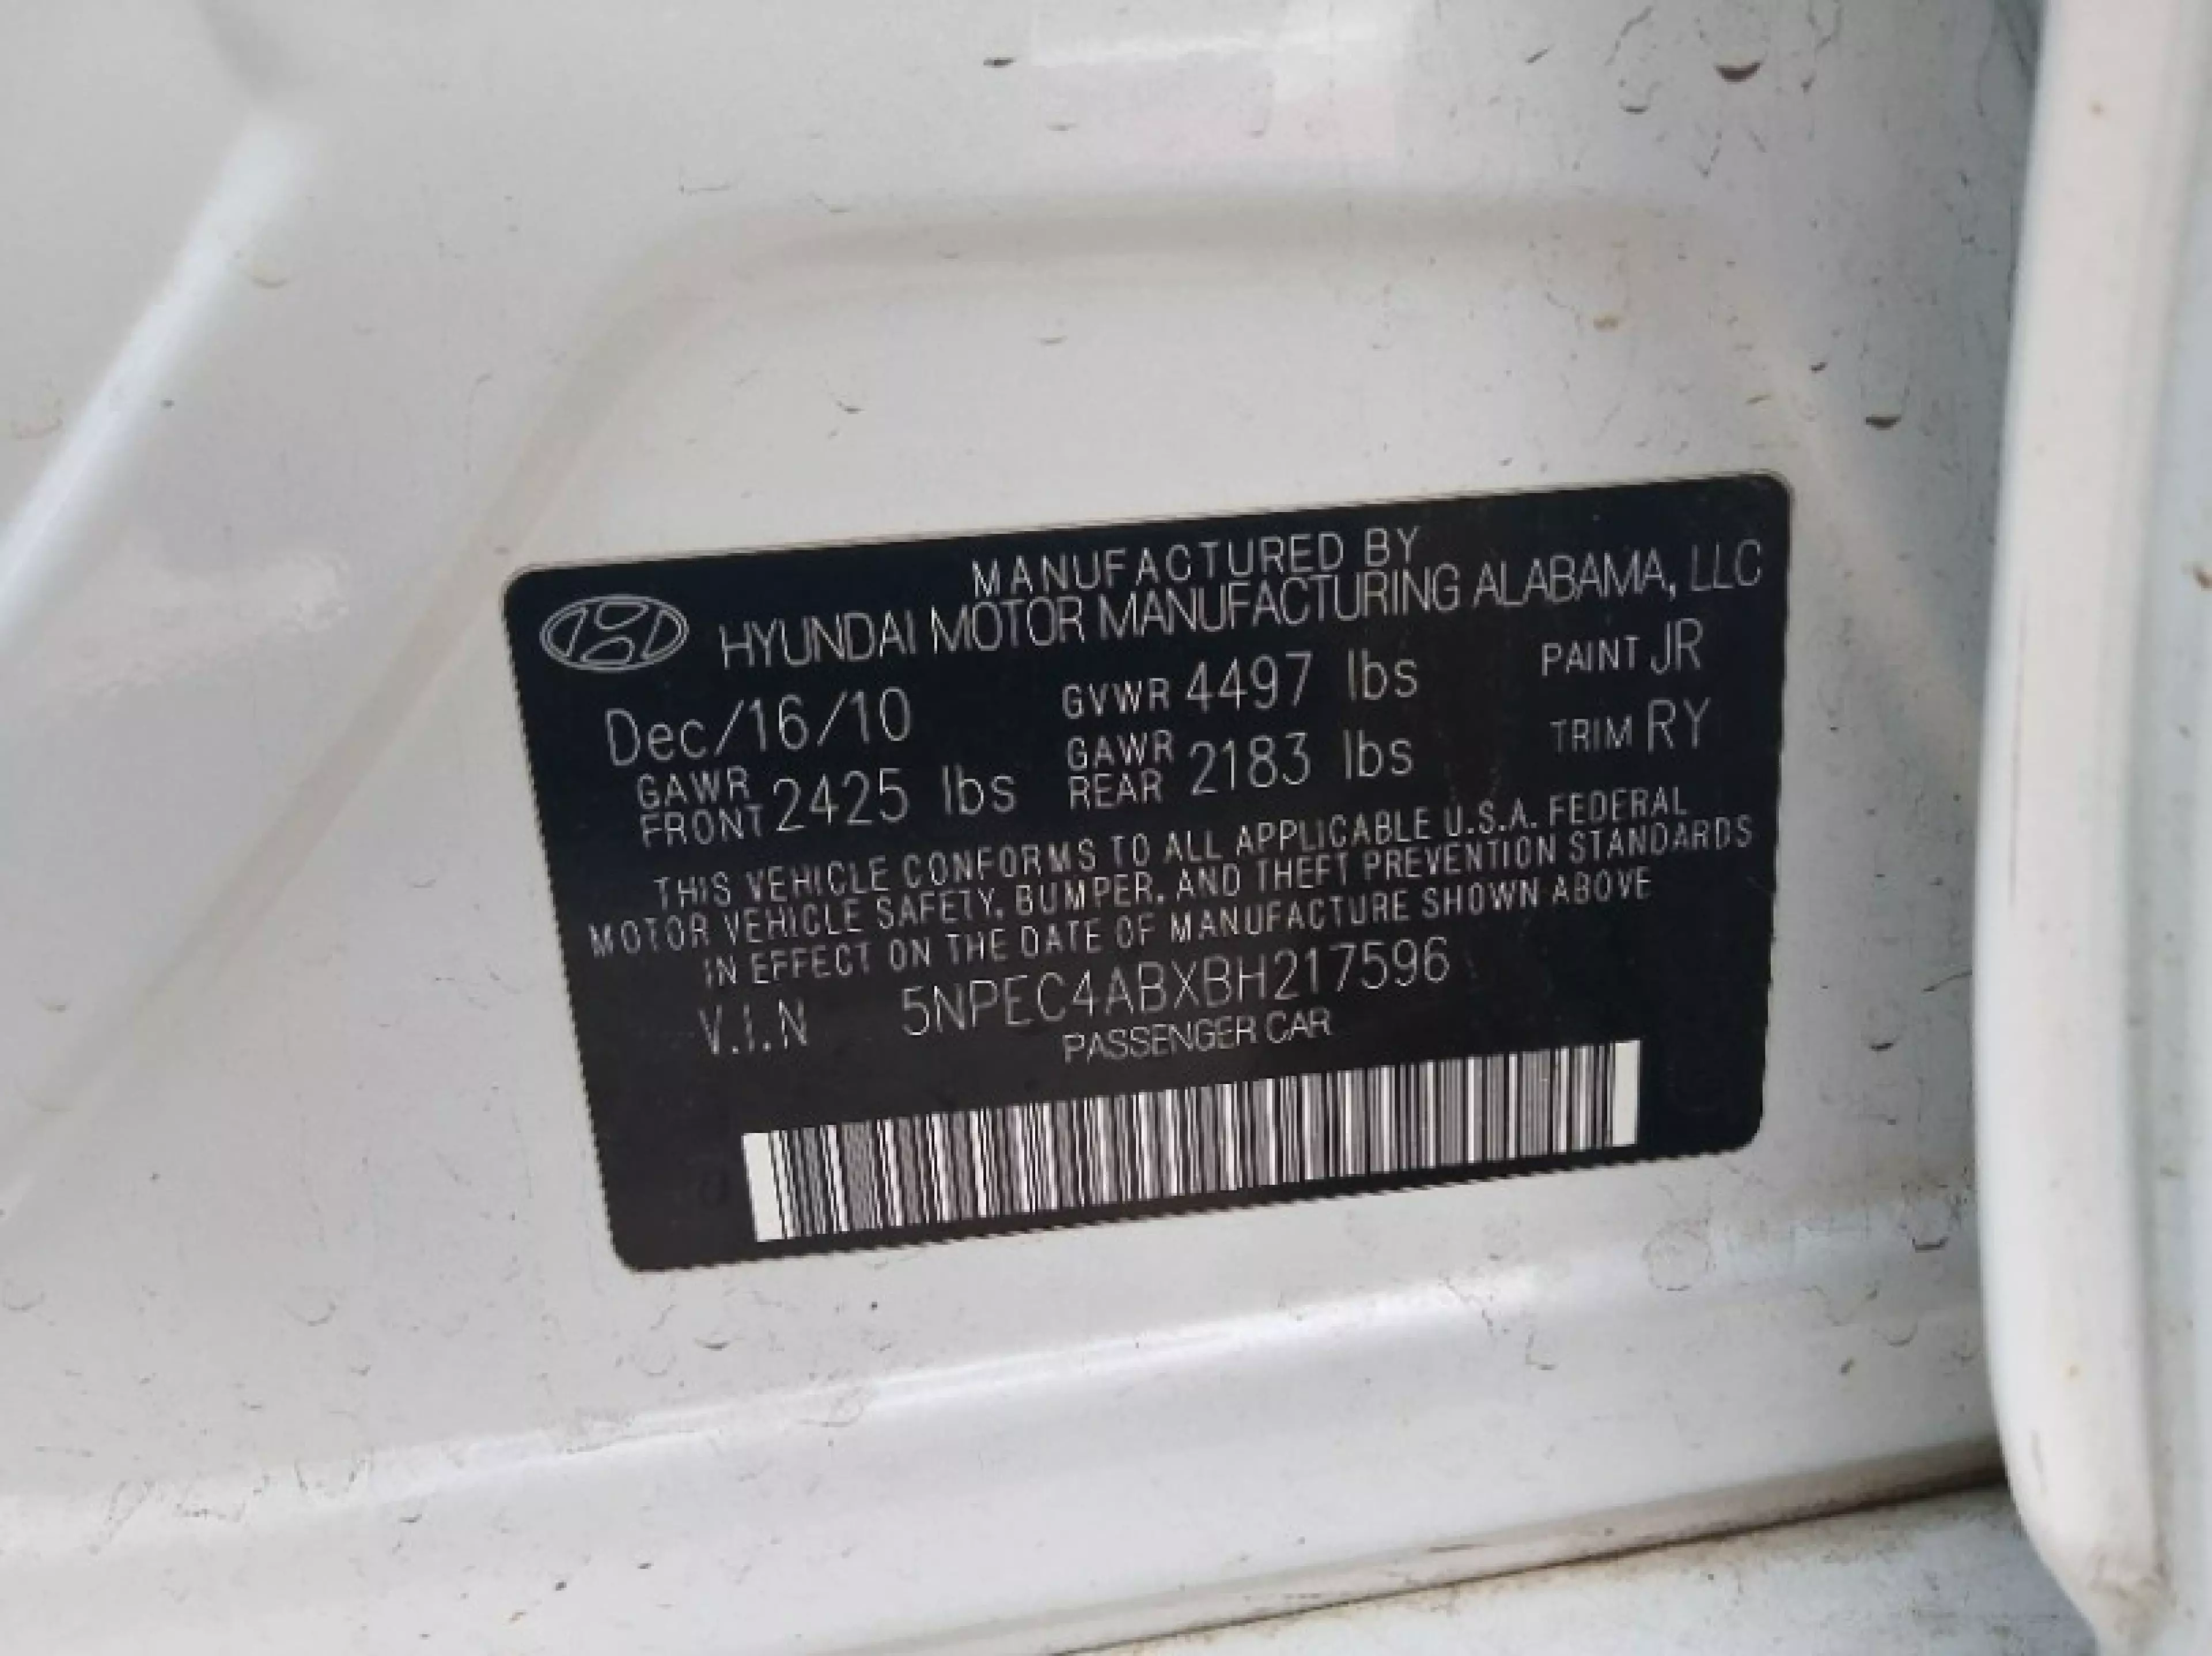 MANUFACTURED BY
HYUNDAI MOTOR MANUFACTURING ALABAMA, LLC
Dec/16/10 GVWR 4497 lbs PAINT JR
GAWR FRONT 2425 lbs GAWR REAR 2183 lbs TRIM RY
THIS VEHICLE CONFORMS TO ALL APPLICABLE U.S.A. FEDERAL
MOTOR VEHICLE SAFETY, BUMPER, AND THEFT PREVENTION STANDARDS
IN EFFECT ON THE DATE OF MANUFACTURE SHOWN ABOVE
V.I.N 5NPEC4ABXBH217596
PASSENGER CAR